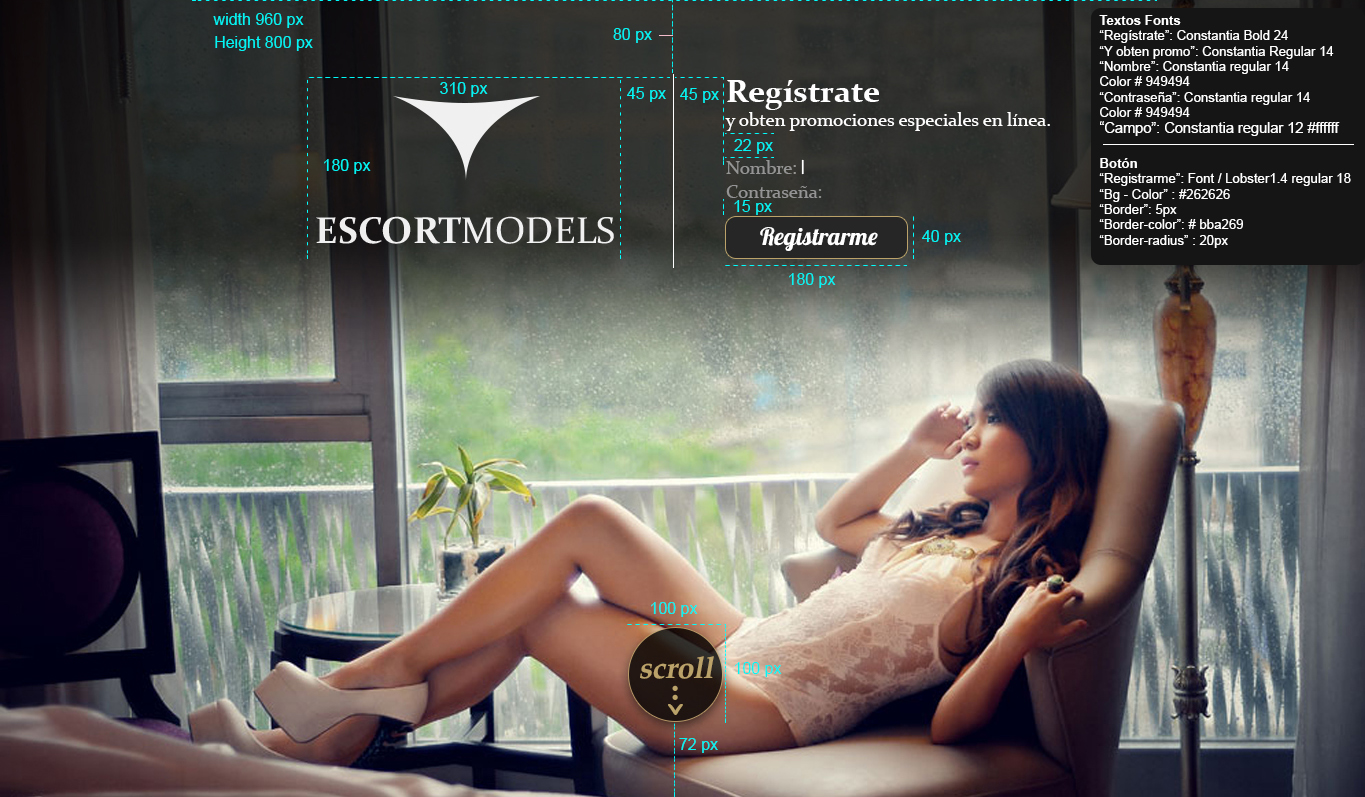 width 960 px
Height 800 px
80 px
310 px
180 px
45 px
45 px
ESCORTMODELS
Regístrate
y obten promociones especiales en línea.
22 px
Nombre:
Contraseña:
15 px
Registrarme
40 px
180 px
Textos Fonts
“Regístrate”: Constantia Bold 24
“Y obten promo”: Constantia Regular 14
“Nombre”: Constantia regular 14
Color # 949494
“Contraseña”: Constantia regular 14
Color # 949494
“Campo”: Constantia regular 12 #ffffff
Botón
“Registrarme”: Font / Lobster1.4 regular 18
“Bg - Color” : #262626
“Border”: 5px
“Border-color”: # bba269
“Border-radius” : 20px
100 px
scroll
100 px
72 px